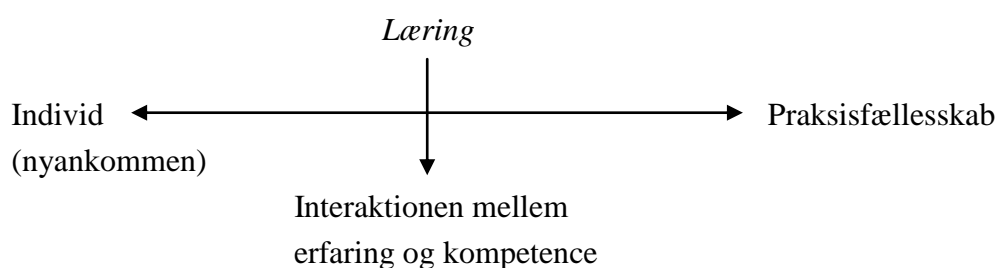 Læring
Individ
(nyankommen)
Praksisfællesskab
Interaktionen mellem
erfaring og kompetence